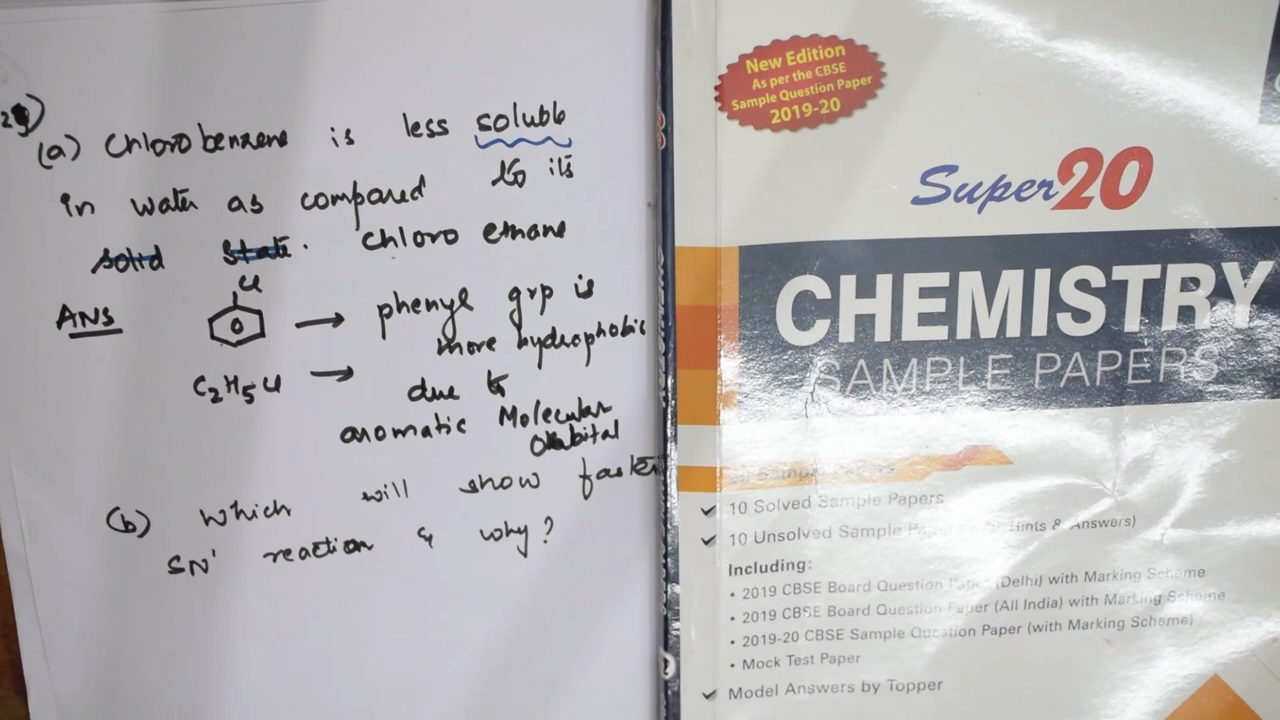 (a) Chlorobenzene is less soluble
in water as compared to its
solid state. chloro ethane
ANS
Cl
phenyl grp is
more hydrophobic
C2H5Cl
due to
aromatic Molecular
Orbital
(b) which will show faster
SN1 reaction & why?
New Edition
As per the CBSE
Sample Question Paper
2019-20
Super20
CHEMISTRY
SAMPLE PAPERS
10 Solved Sample Papers
10 Unsolved Sample Hints & Answers)
Including:
• 2019 CBSE Board Question Paper (Delhi) with Marking Scheme
• 2019 CBSE Board Question Paper (All India) with Marking Scheme
• 2019-20 CBSE Sample Question Paper (with Marking Scheme)
• Mock Test Paper
Model Answers by Topper